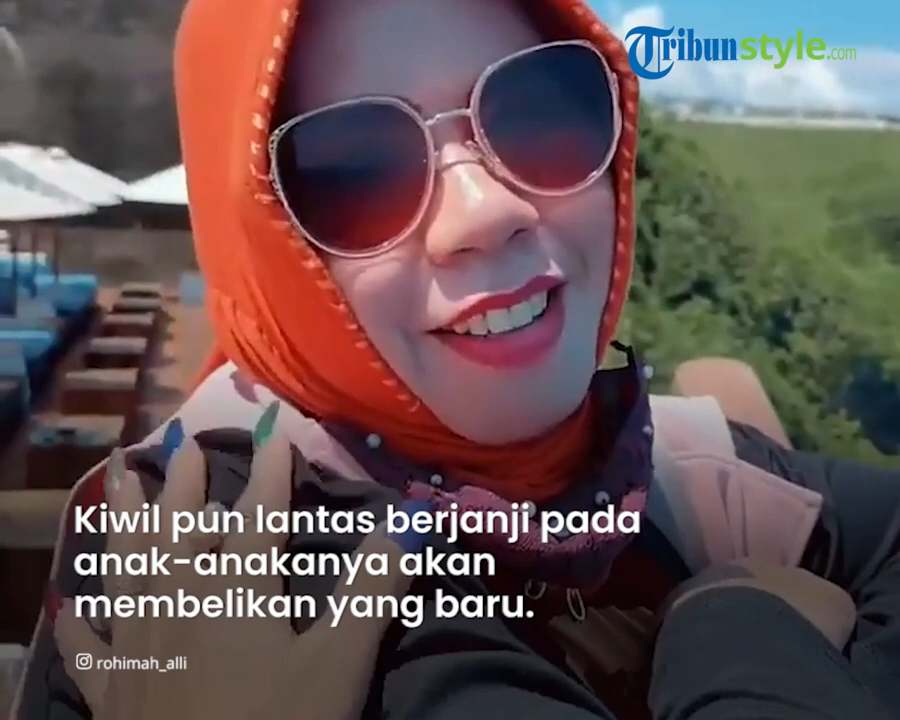 Tribunstyle.com
Kiwil pun lantas berjanji pada
anak-anakanya akan
membelikan yang baru.
rohimah_alli